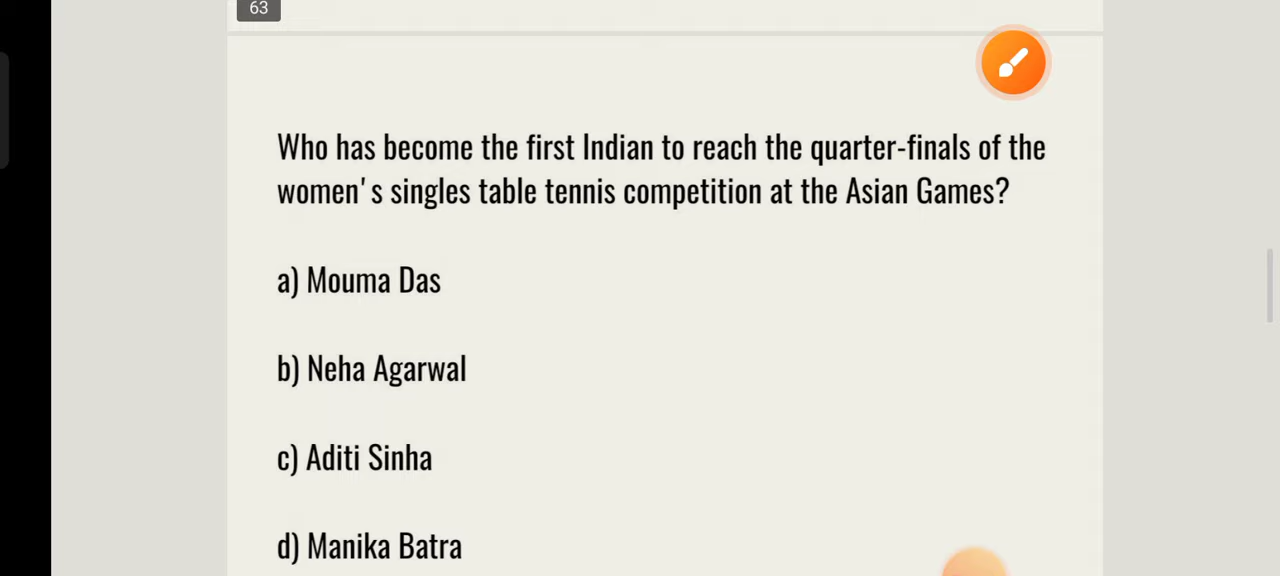 63
Who has become the first Indian to reach the quarter-finals of the
women's singles table tennis competition at the Asian Games?
a) Mouma Das
b) Neha Agarwal
c) Aditi Sinha
d) Manika Batra